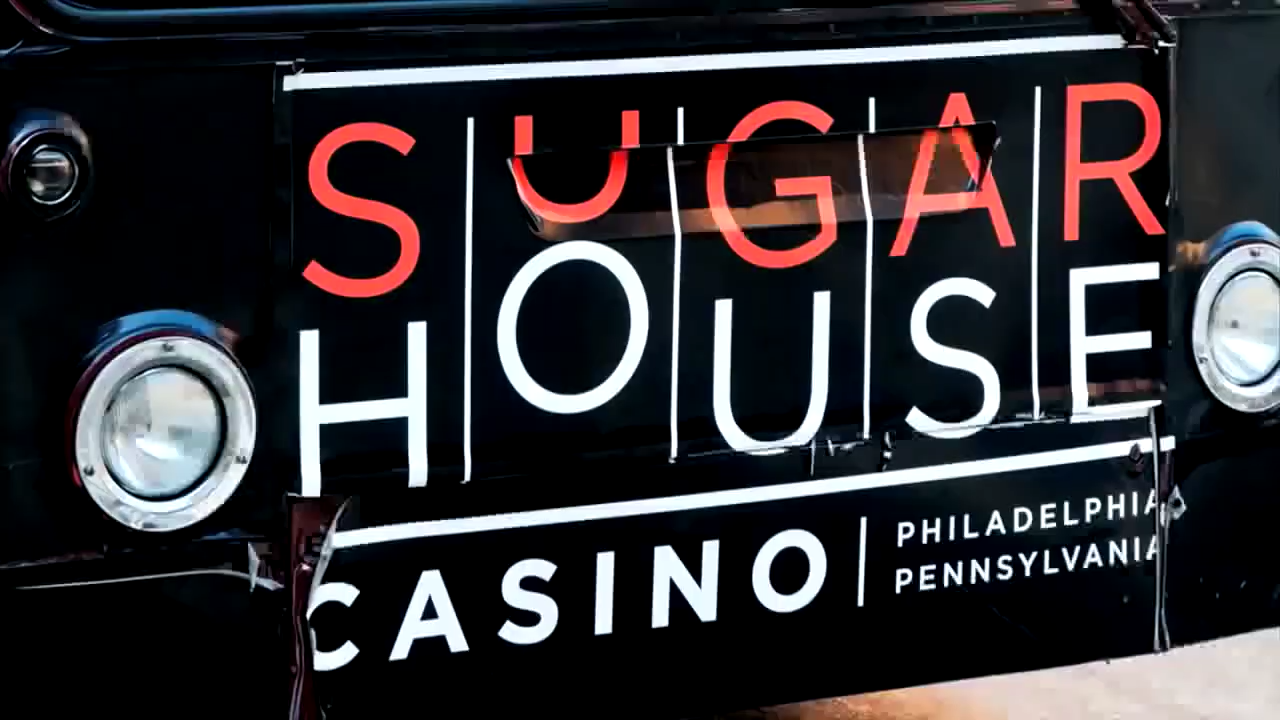 SUGAR
HOUSE
CASINO
PHILADELPHIA
PENNSYLVANIA